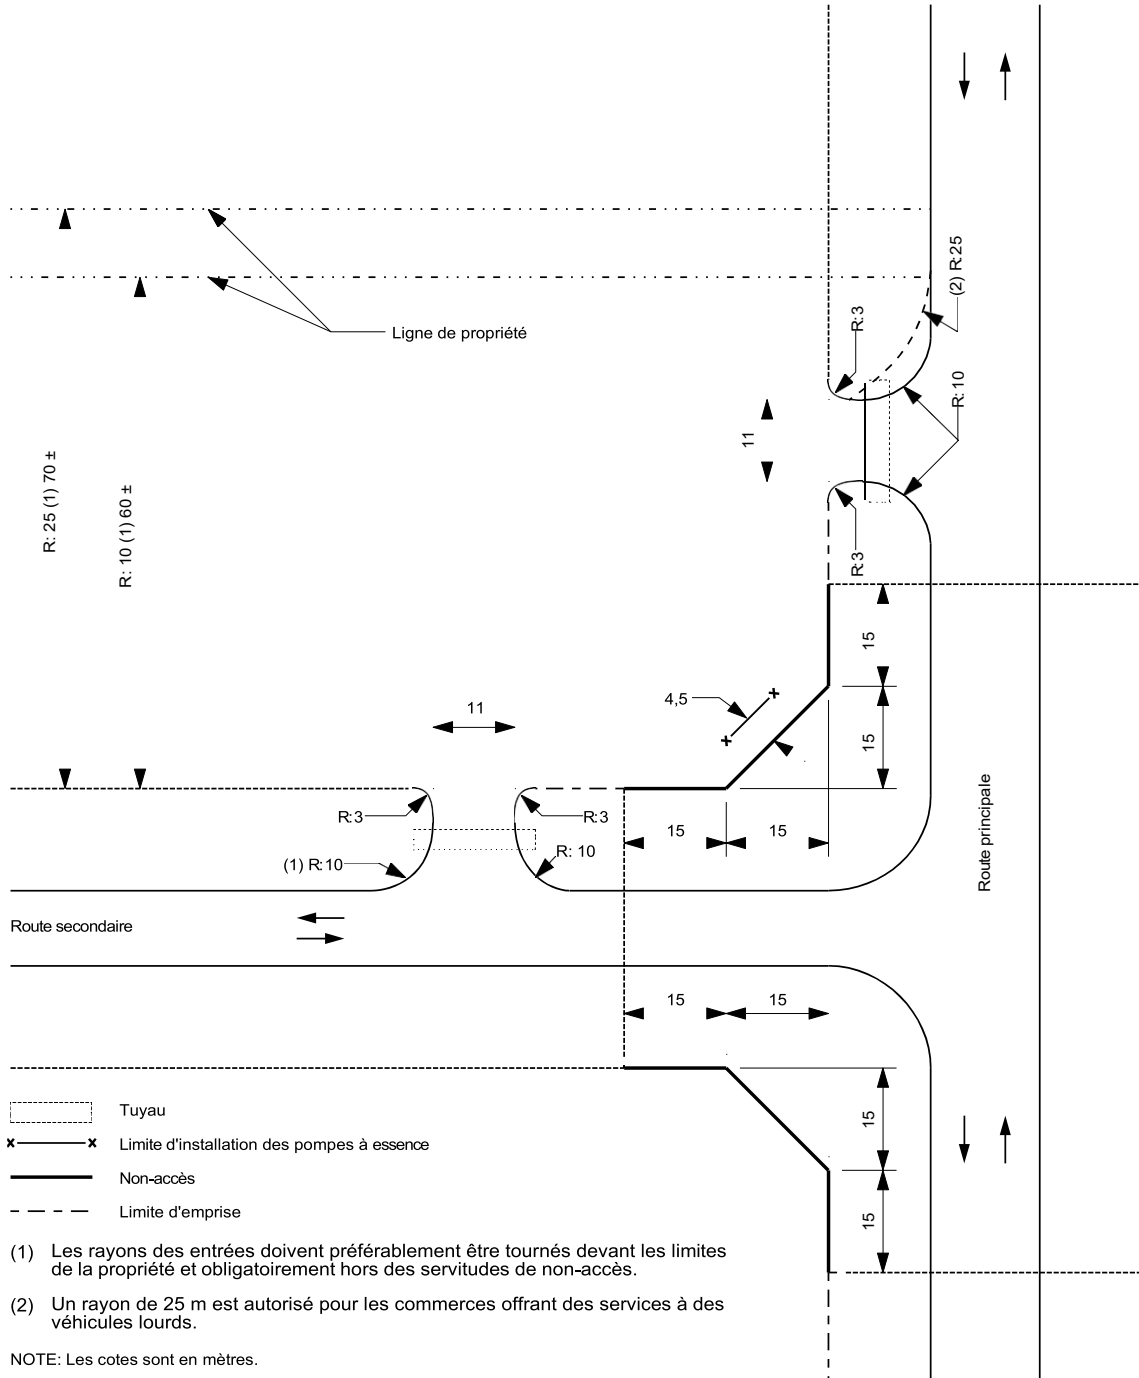 (2) R:25
R:3
Ligne de propriété
R:10
11
R: 25 (1) 70 ±
R: 10 (1) 60 ±
R:3
15
4,5
11
15
R:3
R:3
15
15
R: 10
(1) R:10
Route principale
Route secondaire
15
15
15
15
Tuyau
Limite d'installation des pompes à essence
Non-accès
Limite d'emprise
(1) Les rayons des entrées doivent préférablement être tournés devant les limites
de la propriété et obligatoirement hors des servitudes de non-accès.
(2) Un rayon de 25 m est autorisé pour les commerces offrant des services à des
véhicules lourds.
NOTE: Les cotes sont en mètres.